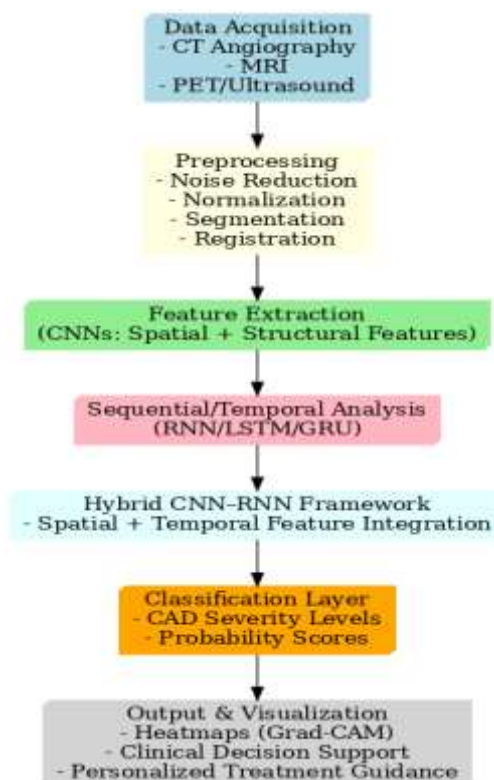 Data Acquisition
- CT Angiography
- MRI
- PET/Ultrasound
Preprocessing
- Noise Reduction
- Normalization
- Segmentation
- Registration
Feature Extraction
(CNNs: Spatial + Structural Features)
Sequential/Temporal Analysis
(RNN/LSTM/GRU)
Hybrid CNN–RNN Framework
- Spatial + Temporal Feature Integration
Classification Layer
- CAD Severity Levels
- Probability Scores
Output & Visualization
- Heatmaps (Grad-CAM)
- Clinical Decision Support
- Personalized Treatment Guidance